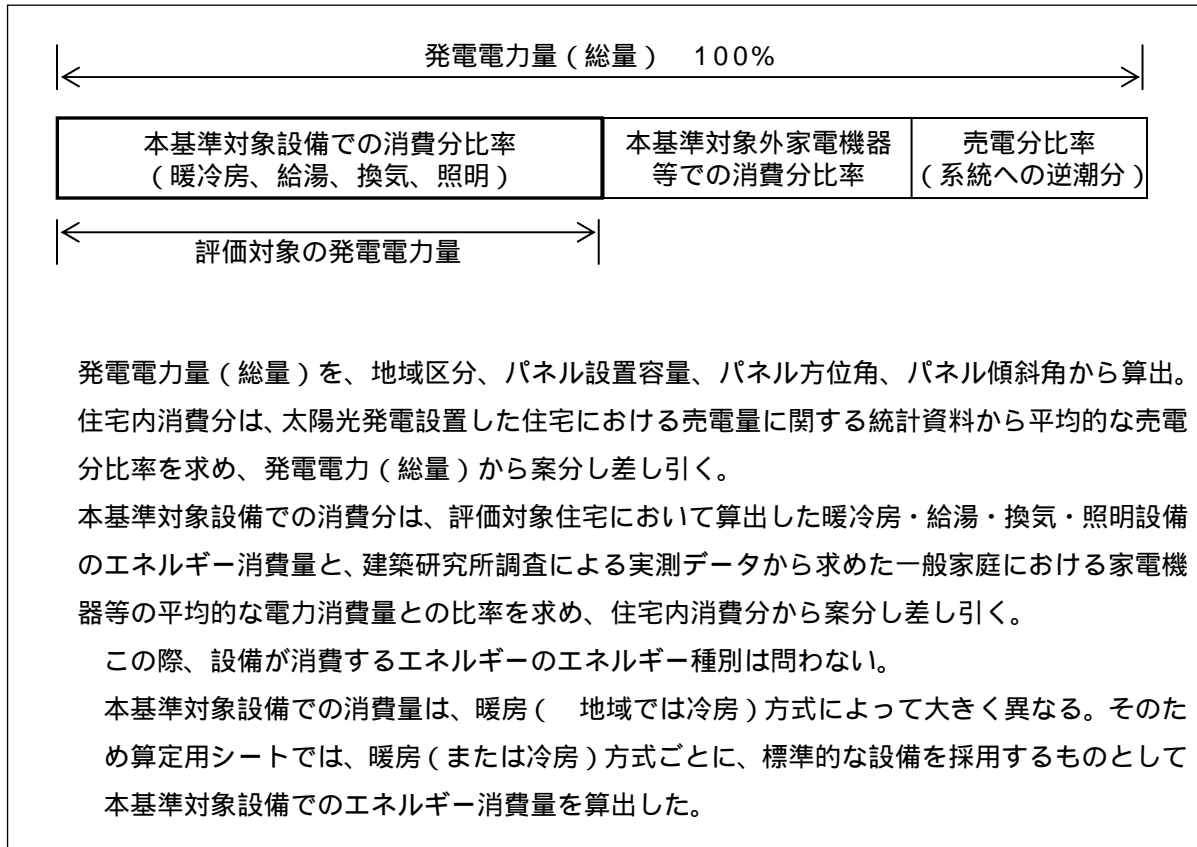 発電電力量（総量） 100%
本基準対象設備での消費分比率
（暖冷房、給湯、換気、照明）
本基準対象外家電機器
等での消費分比率
売電分比率
（系統への逆潮分）
評価対象の発電電力量
発電電力量（総量）を、地域区分、パネル設置容量、パネル方位角、パネル傾斜角から算出。
住宅内消費分は、太陽光発電設置した住宅における売電量に関する統計資料から平均的な売電
分比率を求め、発電電力（総量）から案分し差し引く。
本基準対象設備での消費分は、評価対象住宅において算出した暖冷房・給湯・換気・照明設備
のエネルギー消費量と、建築研究所調査による実測データから求めた一般家庭における家電機
器等の平均的な電力消費量との比率を求め、住宅内消費分から案分し差し引く。
この際、設備が消費するエネルギーのエネルギー種別は問わない。
本基準対象設備での消費量は、暖房（　地域では冷房）方式によって大きく異なる。そのた
め算定用シートでは、暖房（または冷房）方式ごとに、標準的な設備を採用するものとして
本基準対象設備でのエネルギー消費量を算出した。